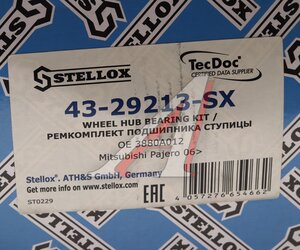 STELLOX
TecDoc
CERTIFIED DATA SUPPLIER
43-29213-SX
WHEEL HUB BEARING KIT /
РЕМКОМПЛЕКТ ПОДШИПНИКА СТУПИЦЫ
OE 3880A012
Mitsubishi Pajero 06>
Stellox® ATH&S GmbH, Germany
Get more info on www.stellox.com
EAC
ST0229
4 057276 654662